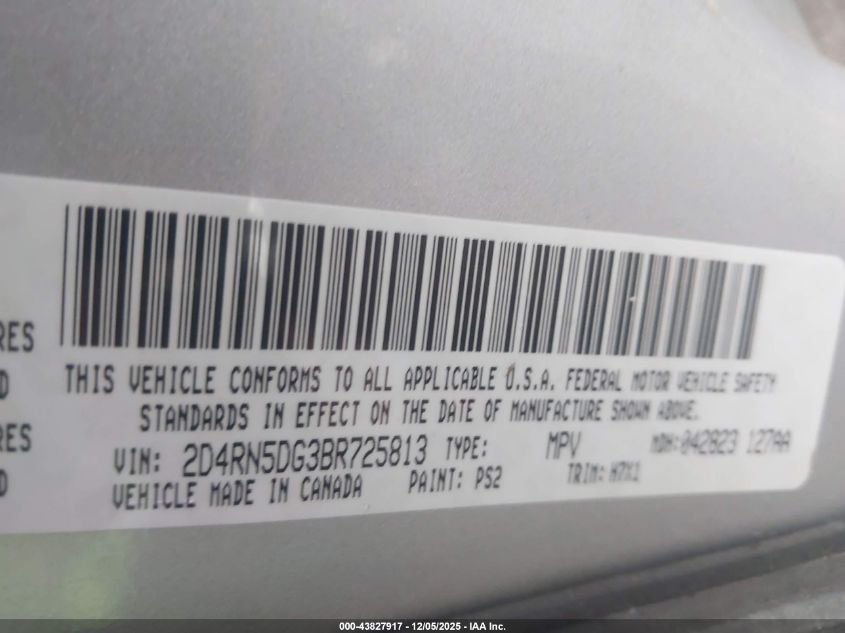 RES
D
RES
D
THIS VEHICLE CONFORMS TO ALL APPLICABLE U.S.A. FEDERAL MOTOR VEHICLE SAFETY
STANDARDS IN EFFECT ON THE DATE OF MANUFACTURE SHOWN ABOVE.
VIN: 2D4RN5DG3BR725813 TYPE: MPV MDH: 042823 127AA
VEHICLE MADE IN CANADA PAINT: PS2 TRIM: H7X1
000-43827917 - 12/05/2025 - IAA Inc.